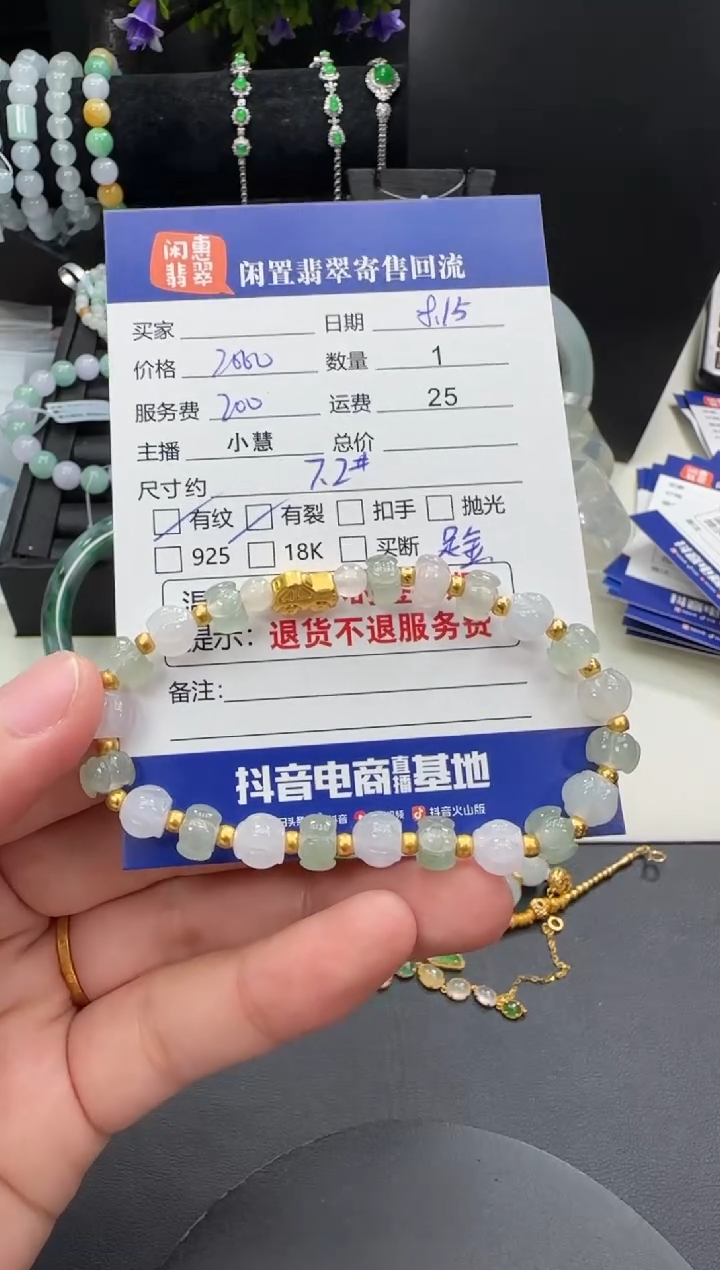 闲惠翡翠 闲置翡翠寄售回流
买家 日期 8.15
价格 2000 数量 1
服务费 200 运费 25
主播 小慧 总价
尺寸约 7.2#
有纹 有裂 扣手 抛光
925 18K 买断 足金
温
提示：退货不退服务费
备注：
抖音电商直播基地
抖音火山版